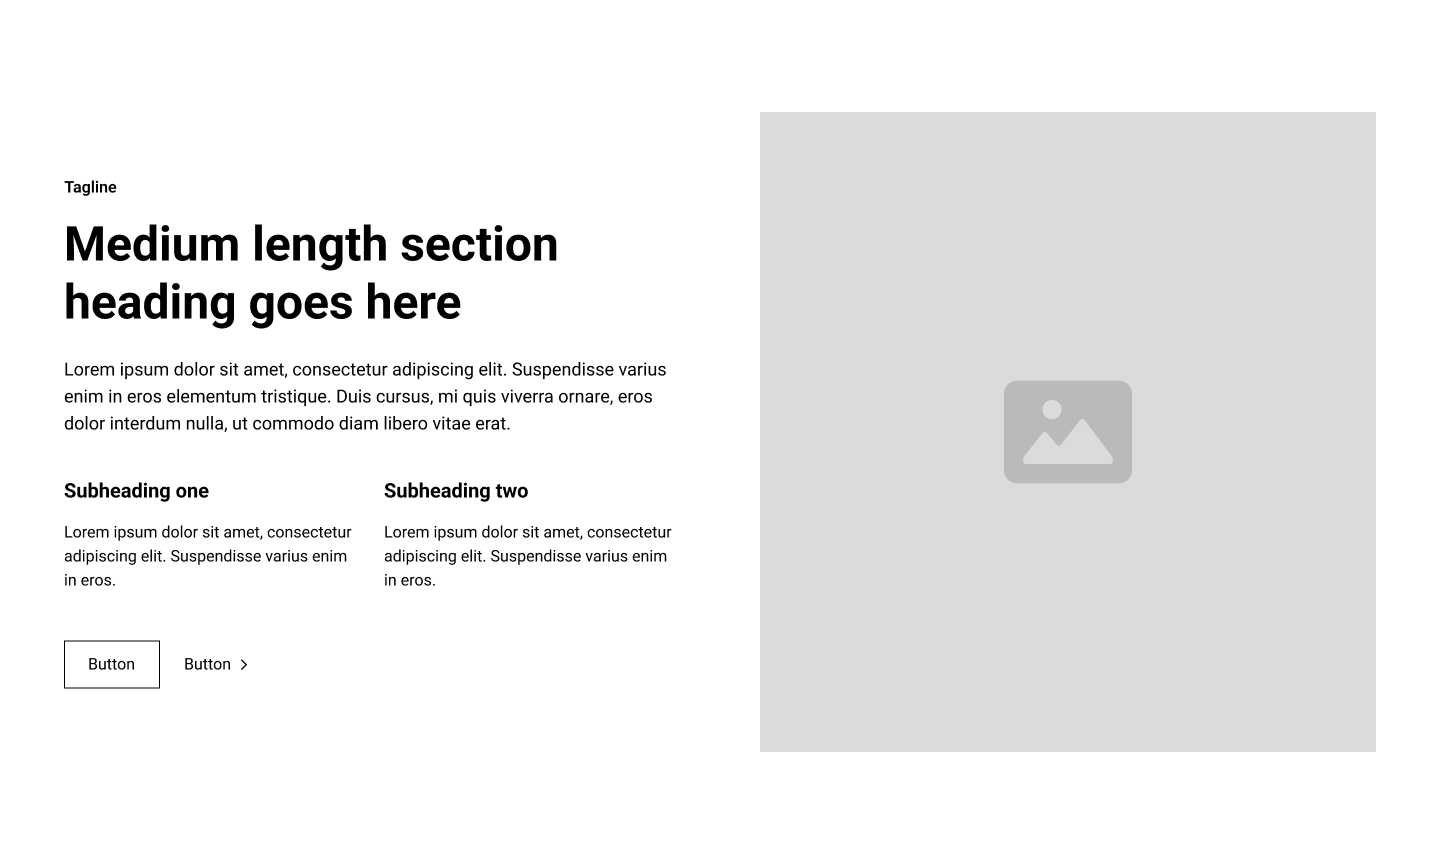 Tagline
Medium length section
heading goes here
Lorem ipsum dolor sit amet, consectetur adipiscing elit. Suspendisse varius
enim in eros elementum tristique. Duis cursus, mi quis viverra ornare, eros
dolor interdum nulla, ut commodo diam libero vitae erat.
Subheading one
Lorem ipsum dolor sit amet, consectetur
adipiscing elit. Suspendisse varius enim
in eros.
Subheading two
Lorem ipsum dolor sit amet, consectetur
adipiscing elit. Suspendisse varius enim
in eros.
Button
Button